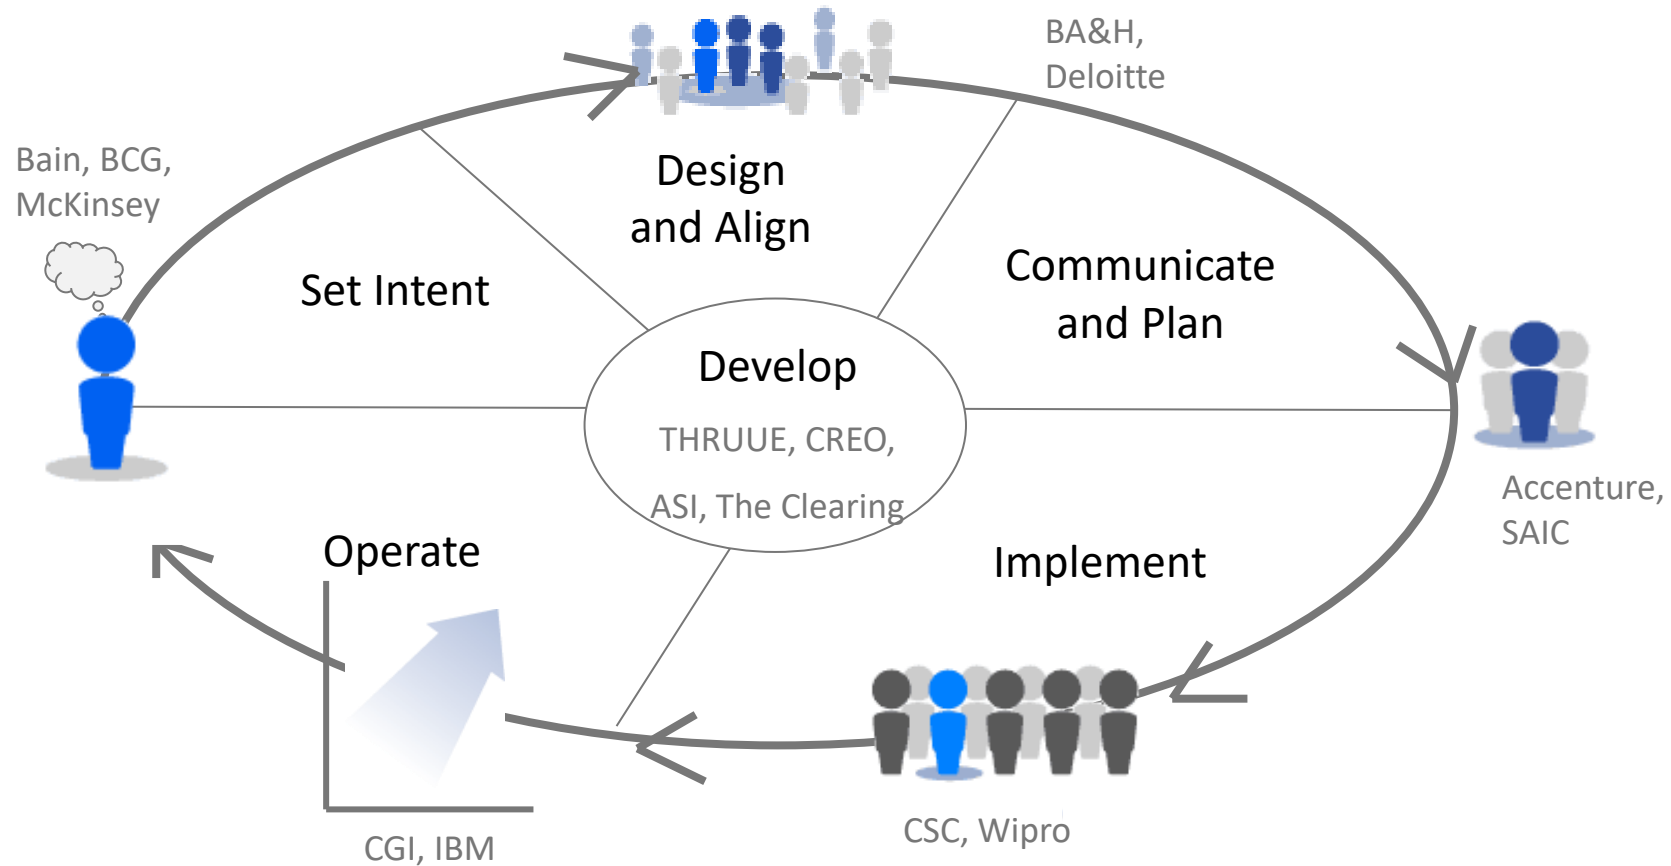 BA&H,
Deloitte
Bain, BCG,
McKinsey
Design
and Align
Set Intent
Communicate
and Plan
Develop
THRUUE, CREO,
ASI, The Clearing
Accenture,
SAIC
Operate
Implement
CSC, Wipro
CGI, IBM